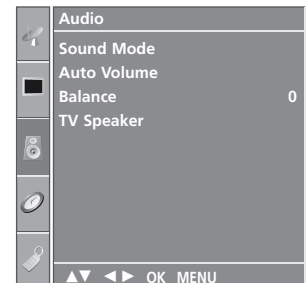 Audio
Sound Mode
Auto Volume
Balance 0
TV Speaker
▲▼ ◄► OK MENU